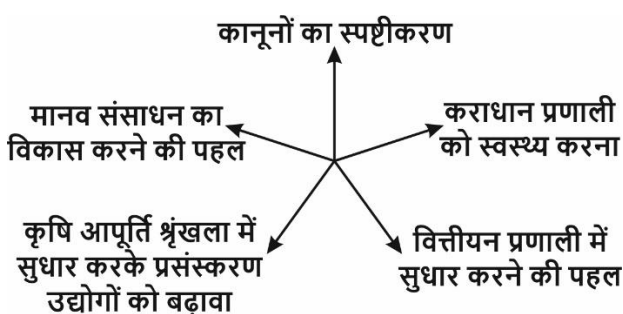 कानूनों का स्पष्टीकरण
मानव संसाधन का
विकास करने की पहल
कराधान प्रणाली
को स्वस्थ्य करना
कृषि आपूर्ति श्रृंखला में
सुधार करके प्रसंस्करण
उद्योगों को बढ़ावा
वित्तीयन प्रणाली में
सुधार करने की पहल